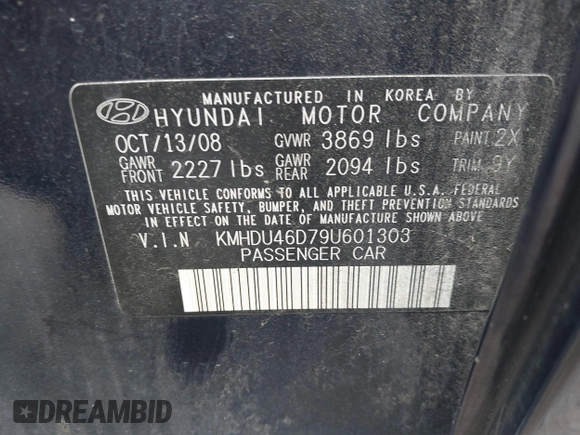 MANUFACTURED IN KOREA BY
HYUNDAI MOTOR COMPANY
OCT/13/08 GVWR 3869 lbs PAINT 2X
GAWR FRONT 2227 lbs GAWR REAR 2094 lbs TRIM 9Y
THIS VEHICLE CONFORMS TO ALL APPLICABLE U.S.A. FEDERAL
MOTOR VEHICLE SAFETY, BUMPER, AND THEFT PREVENTION STANDARDS
IN EFFECT ON THE DATE OF MANUFACTURE SHOWN ABOVE.
V.I.N KMHDU46D79U601303
PASSENGER CAR
DREAMBID